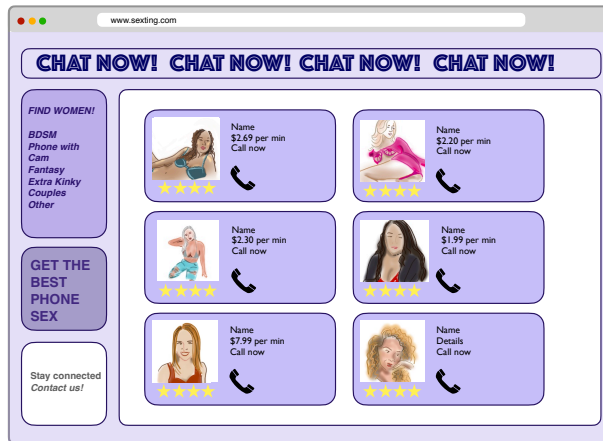 www.sexting.com
CHAT NOW! CHAT NOW! CHAT NOW! CHAT NOW!
FIND WOMEN!
BDSM
Phone with
Cam
Fantasy
Extra Kinky
Couples
Other
GET THE
BEST
PHONE
SEX
Stay connected
Contact us!
Name
$2.69 per min
Call now
Name
$2.20 per min
Call now
Name
$2.30 per min
Call now
Name
$1.99 per min
Call now
Name
$7.99 per min
Call now
Name
Details
Call now